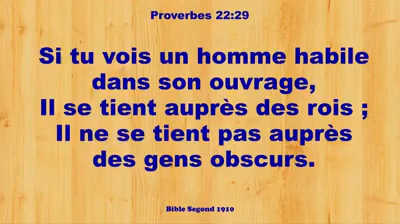 Proverbes 22:29
Si tu vois un homme habile
dans son ouvrage,
Il se tient auprès des rois ;
Il ne se tient pas auprès
des gens obscurs.
Bible Segond 1910